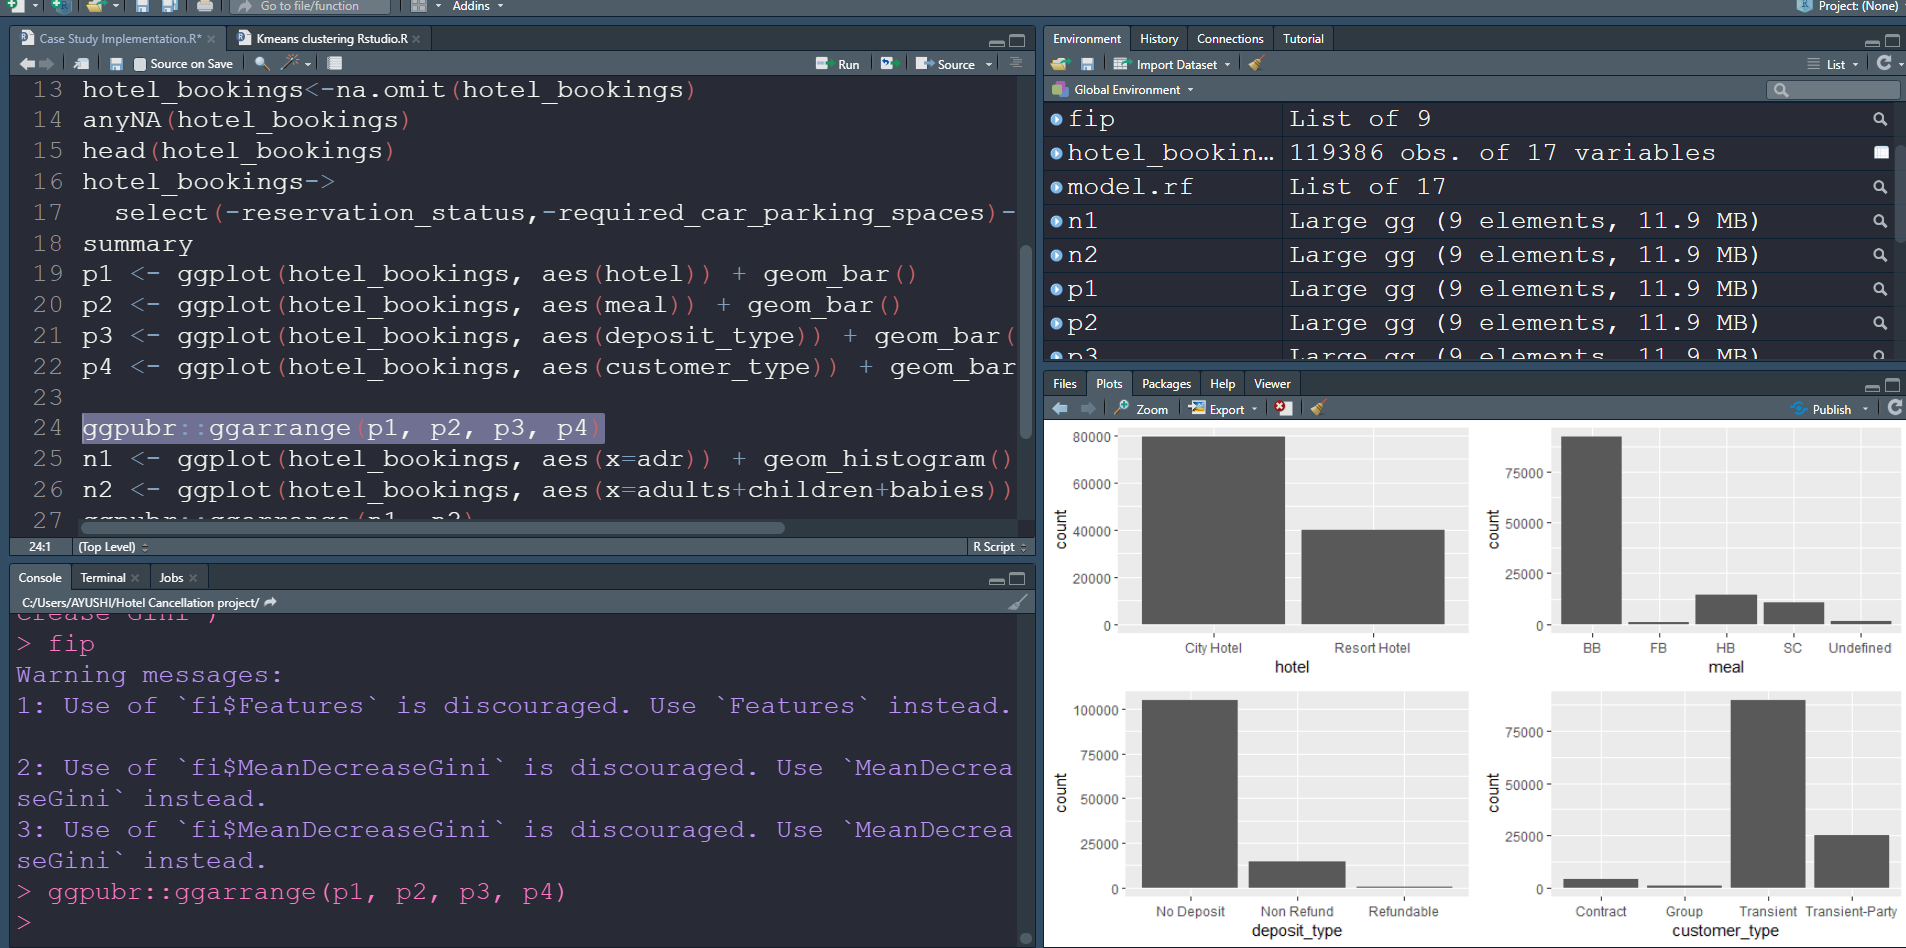 Go to file/function
Addins
Project: (None)
Case Study Implementation.R*
Kmeans clustering Rstudio.R
Source on Save
Run
Source
13 hotel_bookings<-na.omit(hotel_bookings)
14 anyNA(hotel_bookings)
15 head(hotel_bookings)
16 hotel_bookings->
17 select(-reservation_status,-required_car_parking_spaces)-
18 summary
19 p1 <- ggplot(hotel_bookings, aes(hotel)) + geom_bar()
20 p2 <- ggplot(hotel_bookings, aes(meal)) + geom_bar()
21 p3 <- ggplot(hotel_bookings, aes(deposit_type)) + geom_bar(
22 p4 <- ggplot(hotel_bookings, aes(customer_type)) + geom_bar
23
24 ggpubr::ggarrange(p1, p2, p3, p4)
25 n1 <- ggplot(hotel_bookings, aes(x=adr)) + geom_histogram()
26 n2 <- ggplot(hotel_bookings, aes(x=adults+children+babies))
27 ggpubr::ggarrange(n1, n2)
24:1
(Top Level)
R Script
Console
Terminal
Jobs
C:/Users/AYUSHI/Hotel Cancellation project/
crease Gini")
> fip
Warning messages:
1: Use of `fi$Features` is discouraged. Use `Features` instead.
2: Use of `fi$MeanDecreaseGini` is discouraged. Use `MeanDecrea
seGini` instead.
3: Use of `fi$MeanDecreaseGini` is discouraged. Use `MeanDecrea
seGini` instead.
> ggpubr::ggarrange(p1, p2, p3, p4)
>
Environment
History
Connections
Tutorial
Import Dataset
List
Global Environment
fip List of 9
hotel_bookin… 119386 obs. of 17 variables
model.rf List of 17
n1 Large gg (9 elements, 11.9 MB)
n2 Large gg (9 elements, 11.9 MB)
p1 Large gg (9 elements, 11.9 MB)
p2 Large gg (9 elements, 11.9 MB)
p3 Large gg (9 elements, 11.9 MB)
Files
Plots
Packages
Help
Viewer
Zoom
Export
Publish
80000
60000
40000
20000
0
count
City Hotel
Resort Hotel
hotel
75000
50000
25000
0
count
BB
FB
HB
SC
Undefined
meal
100000
75000
50000
25000
0
count
No Deposit
Non Refund
Refundable
deposit_type
75000
50000
25000
0
count
Contract
Group
Transient
Transient-Party
customer_type